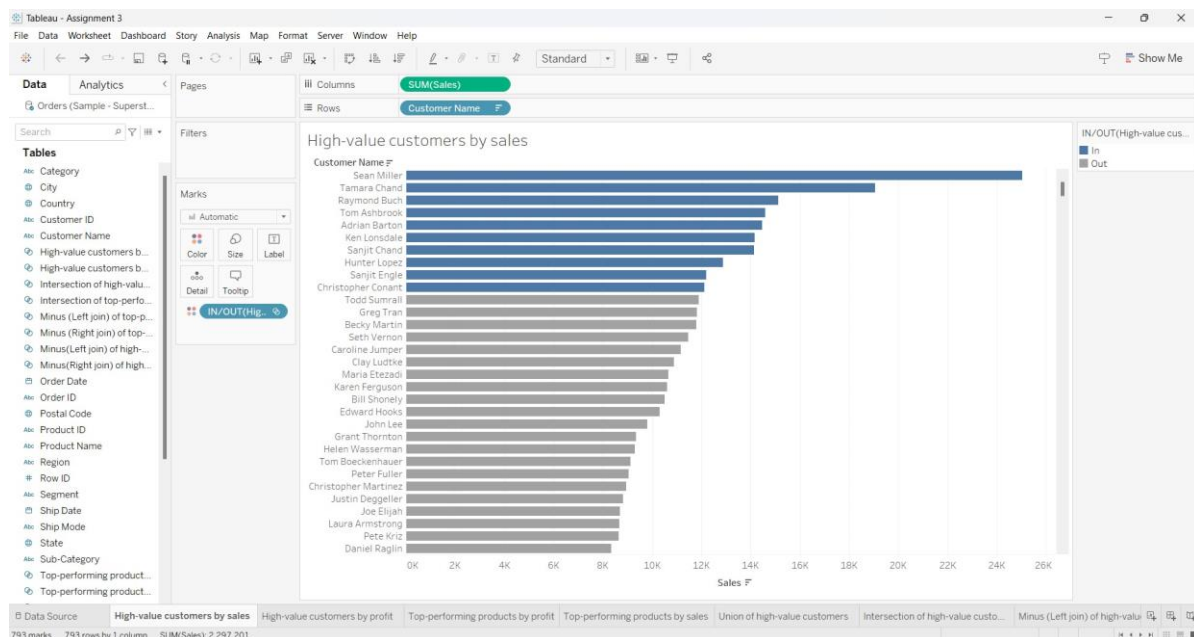 Tableau - Assignment 3
File Data Worksheet Dashboard Story Analysis Map Format Server Window Help
Standard
Show Me
Data Analytics
Orders (Sample - Superst...
Search
Tables
Abc Category
City
Country
Abc Customer ID
Abc Customer Name
High-value customers b...
High-value customers b...
Intersection of high-valu...
Intersection of top-perfo...
Minus (Left join) of top-p...
Minus (Right join) of top-...
Minus(Left join) of high-...
Minus(Right join) of high...
Order Date
Abc Order ID
Postal Code
Abc Product ID
Abc Product Name
Abc Region
# Row ID
Abc Segment
Ship Date
Abc Ship Mode
State
Abc Sub-Category
Top-performing product...
Top-performing product...
Pages
Filters
Marks
Automatic
Color Size Label
Detail Tooltip
IN/OUT(Hig..
Columns SUM(Sales)
Rows Customer Name
High-value customers by sales
Customer Name
Sean Miller
Tamara Chand
Raymond Buch
Tom Ashbrook
Adrian Barton
Ken Lonsdale
Sanjit Chand
Hunter Lopez
Sanjit Engle
Christopher Conant
Todd Sumrall
Greg Tran
Becky Martin
Seth Vernon
Caroline Jumper
Clay Ludtke
Maria Etezadi
Karen Ferguson
Bill Shonely
Edward Hooks
John Lee
Grant Thornton
Helen Wasserman
Tom Boeckenhauer
Peter Fuller
Christopher Martinez
Justin Deggeller
Joe Elijah
Laura Armstrong
Pete Kriz
Daniel Raglin
0K 2K 4K 6K 8K 10K 12K 14K 16K 18K 20K 22K 24K 26K
Sales
IN/OUT(High-value cus...
In
Out
Data Source High-value customers by sales High-value customers by profit Top-performing products by profit Top-performing products by sales Union of high-value customers Intersection of high-value custo... Minus (Left join) of high-valu
793 marks 793 rows by 1 column SUM(Sales): 2,297,201